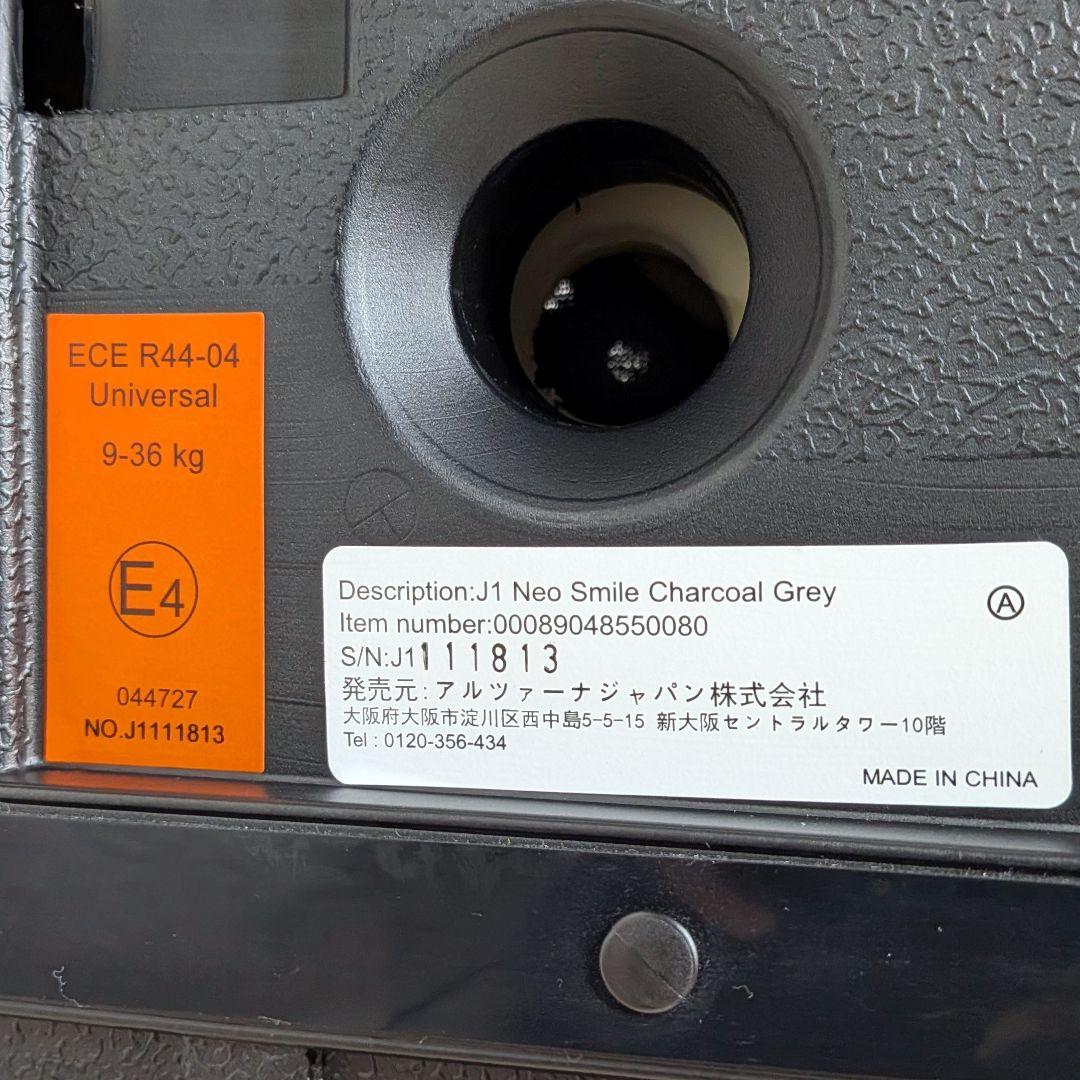 ECE R44-04
Universal
9-36 kg
E4
044727
NO.J1111813
Description:J1 Neo Smile Charcoal Grey
A
Item number:00089048550080
S/N:J1111813
発売元:アルツァーナジャパン株式会社
大阪府大阪市淀川区西中島5-5-15 新大阪セントラルタワー10階
Tel : 0120-356-434
MADE IN CHINA